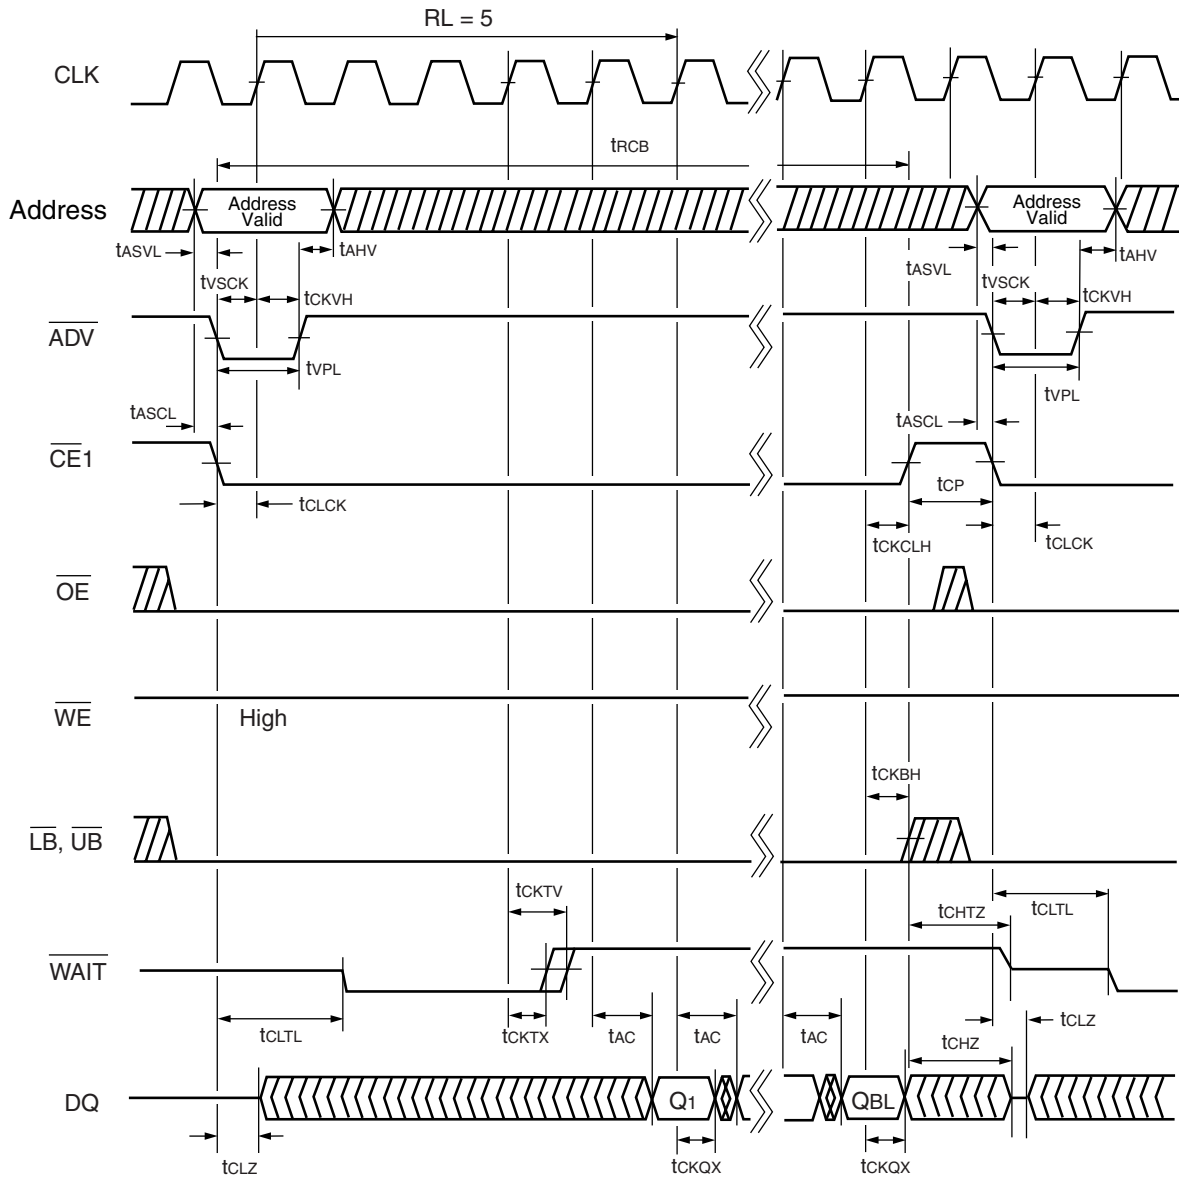 RL = 5
CLK
tRCB
Address
Address Valid
Address Valid
tASVL
tAHV
tASVL
tAHV
tVSCK
tCKVH
tVSCK
tCKVH
ADV
tVPL
tVPL
tASCL
tASCL
CE1
tCP
tCLCK
tCKCLH
tCLCK
OE
WE
High
tCKBH
LB, UB
tCKTV
tCHTZ
tCLTL
WAIT
tCLTL
tCKTX
tAC
tAC
tAC
tCHZ
tCLZ
DQ
Q1
QBL
tCLZ
tCKQX
tCKQX